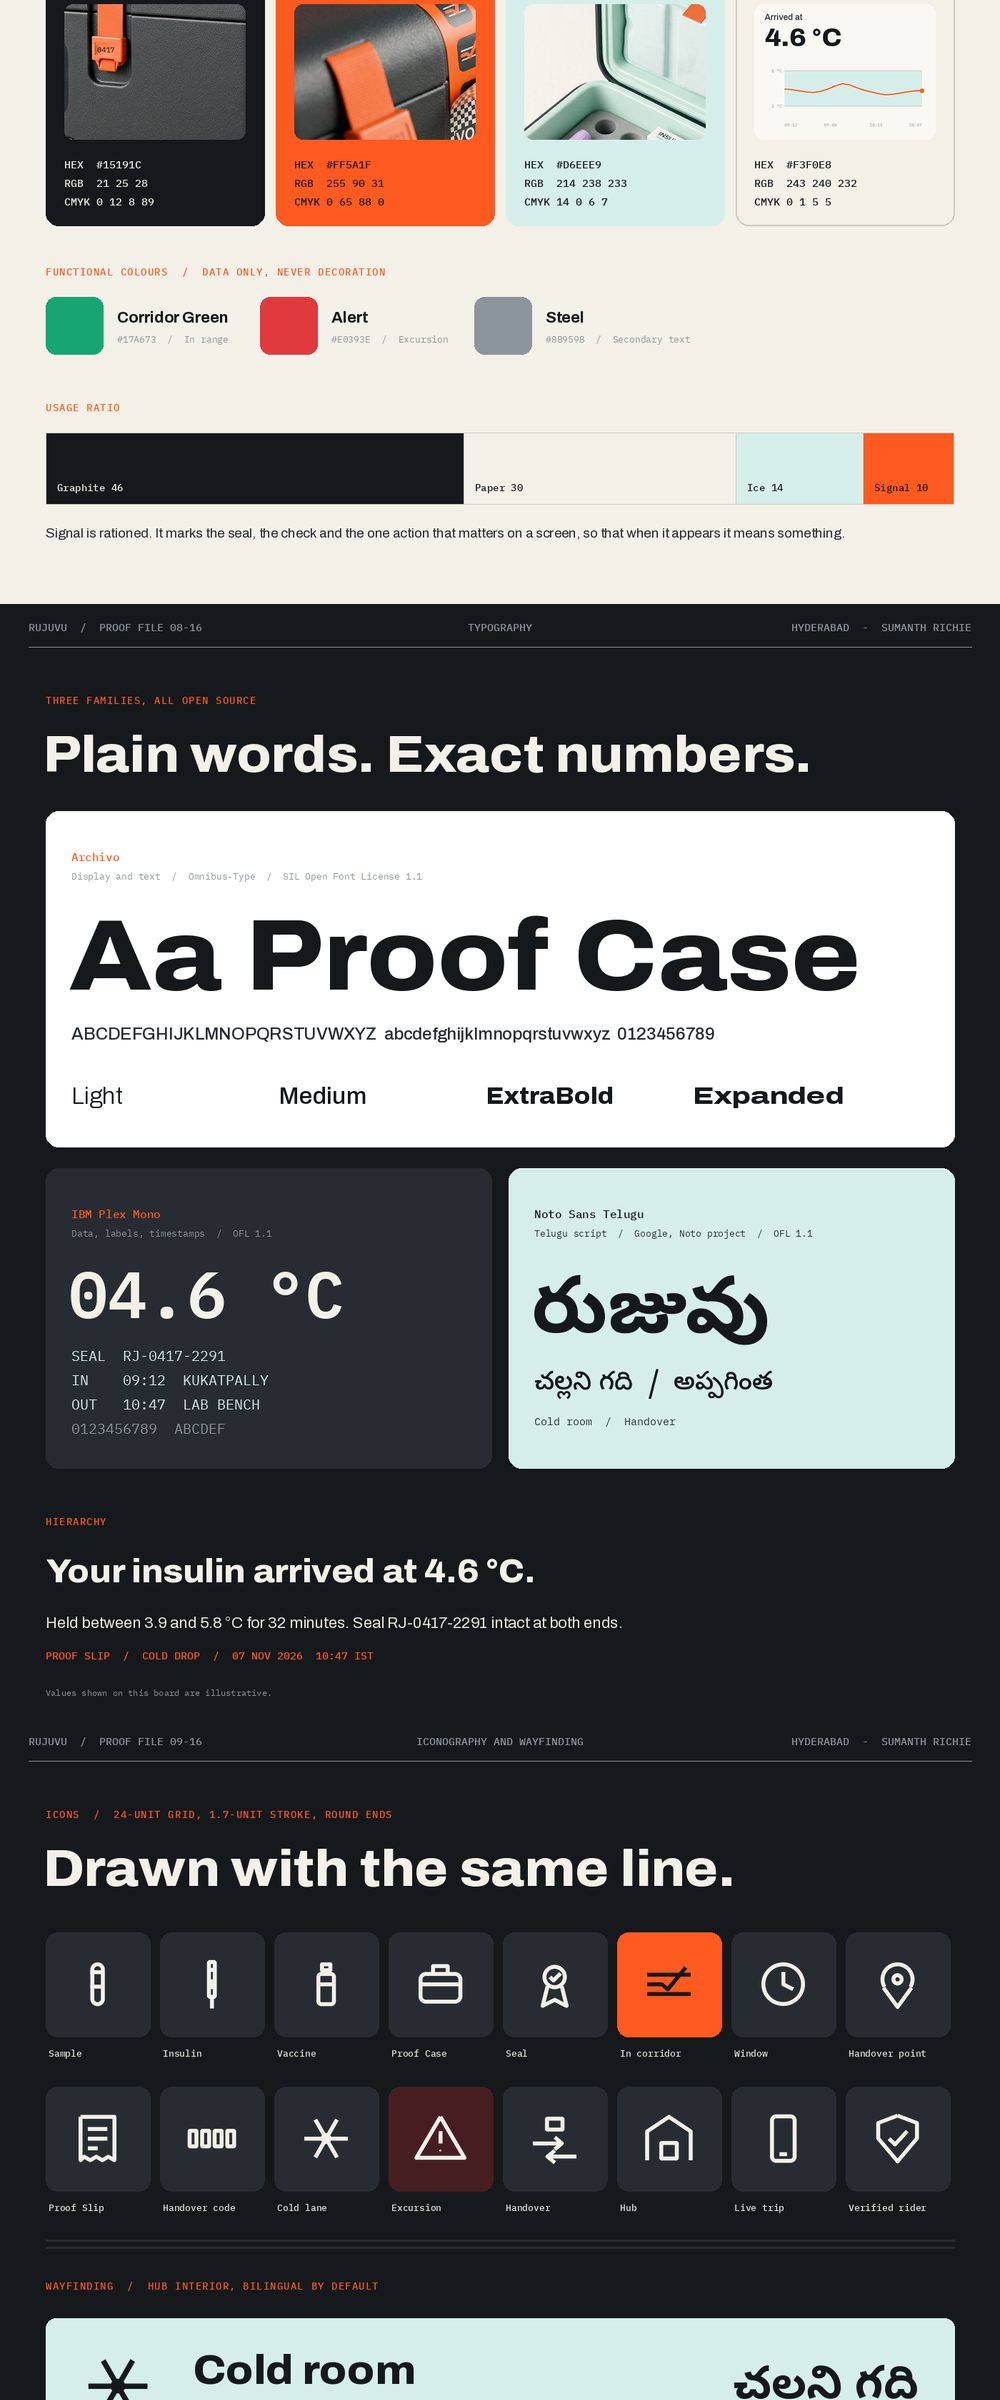 0417
Arrived at
4.6 °C
HEX #15191C
RGB 21 25 28
CMYK 0 12 8 89
HEX #FF5A1F
RGB 255 90 31
CMYK 0 65 88 0
HEX #D6EEE9
RGB 214 238 233
CMYK 14 0 6 7
HEX #F3F0E8
RGB 243 240 232
CMYK 0 1 5 5
FUNCTIONAL COLOURS / DATA ONLY, NEVER DECORATION
Corridor Green
#17A673 / In range
Alert
#E0393E / Excursion
Steel
#8B959B / Secondary text
USAGE RATIO
Graphite 46
Paper 30
Ice 14
Signal 10
Signal is rationed. It marks the seal, the check and the one action that matters on a screen, so that when it appears it means something.
RUJUVU / PROOF FILE 08-16
TYPOGRAPHY
HYDERABAD - SUMANTH RICHIE
THREE FAMILIES, ALL OPEN SOURCE
Plain words. Exact numbers.
Archivo
Display and text / Omnibus-Type / SIL Open Font License 1.1
Aa Proof Case
ABCDEFGHIJKLMNOPQRSTUVWXYZ abcdefghijklmnopqrstuvwxyz 0123456789
Light
Medium
ExtraBold
Expanded
IBM Plex Mono
Data, labels, timestamps / OFL 1.1
04.6 °C
SEAL RJ-0417-2291
IN 09:12 KUKATPALLY
OUT 10:47 LAB BENCH
0123456789 ABCDEF
Noto Sans Telugu
Telugu script / Google, Noto project / OFL 1.1
రుజువు
చల్లని గది / అప్పగింత
Cold room / Handover
HIERARCHY
Your insulin arrived at 4.6 °C.
Held between 3.9 and 5.8 °C for 32 minutes. Seal RJ-0417-2291 intact at both ends.
PROOF SLIP / COLD DROP / 07 NOV 2026 10:47 IST
Values shown on this board are illustrative.
RUJUVU / PROOF FILE 09-16
ICONOGRAPHY AND WAYFINDING
HYDERABAD - SUMANTH RICHIE
ICONS / 24-UNIT GRID, 1.7-UNIT STROKE, ROUND ENDS
Drawn with the same line.
Sample
Insulin
Vaccine
Proof Case
Seal
In corridor
Window
Handover point
Proof Slip
Handover code
Cold lane
Excursion
Handover
Hub
Live trip
Verified rider
WAYFINDING / HUB INTERIOR, BILINGUAL BY DEFAULT
Cold room
చల్లని గది